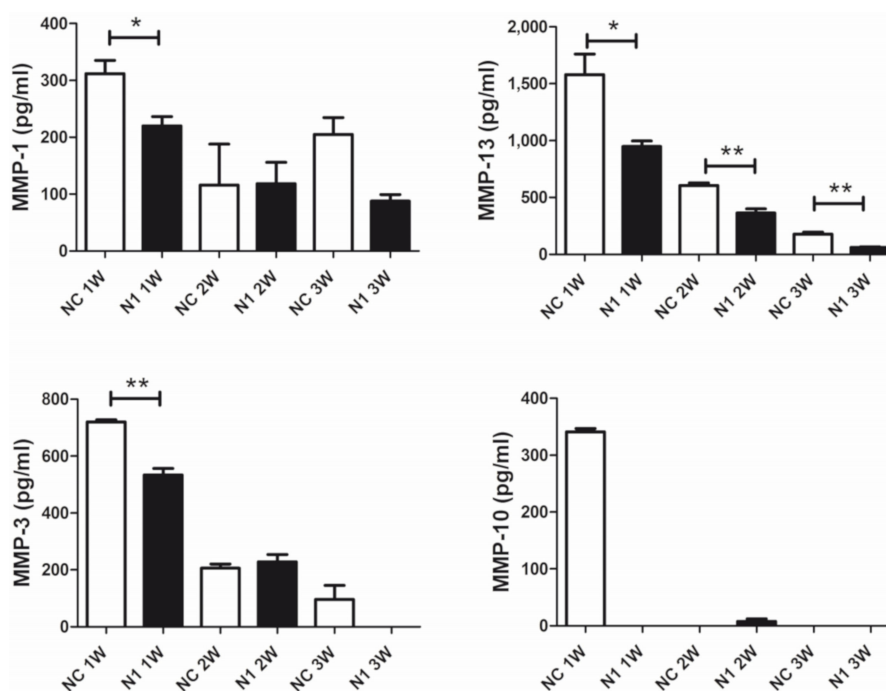 MMP-1 (pg/ml)
400
300
200
100
0
*
NC 1W
N1 1W
NC 2W
N1 2W
NC 3W
N1 3W
MMP-13 (pg/ml)
2,000
1,500
1,000
500
0
*
**
**
NC 1W
N1 1W
NC 2W
N1 2W
NC 3W
N1 3W
MMP-3 (pg/ml)
800
600
400
200
0
**
NC 1W
N1 1W
NC 2W
N1 2W
NC 3W
N1 3W
MMP-10 (pg/ml)
400
300
200
100
0
NC 1W
N1 1W
NC 2W
N1 2W
NC 3W
N1 3W